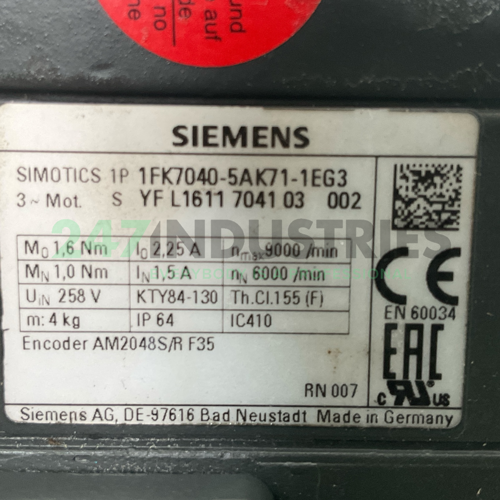 und
auf
de
no
SIEMENS
SIMOTICS 1P 1FK7040-5AK71-1EG3
3~ Mot. S YF L1611 7041 03 002
247INDUSTRIES
M₀ 1,6 Nm I₀ 2,25 A nmax 9000 /min
MN 1,0 Nm IN 1,5 A nN 6000 /min
UiN 258 V KTY84-130 Th.Cl.155 (F)
m: 4 kg IP 64 IC410
CE
EN 60034
Encoder AM2048S/R F35
EAC
RN 007
c RU US
Siemens AG, DE-97616 Bad Neustadt Made in Germany